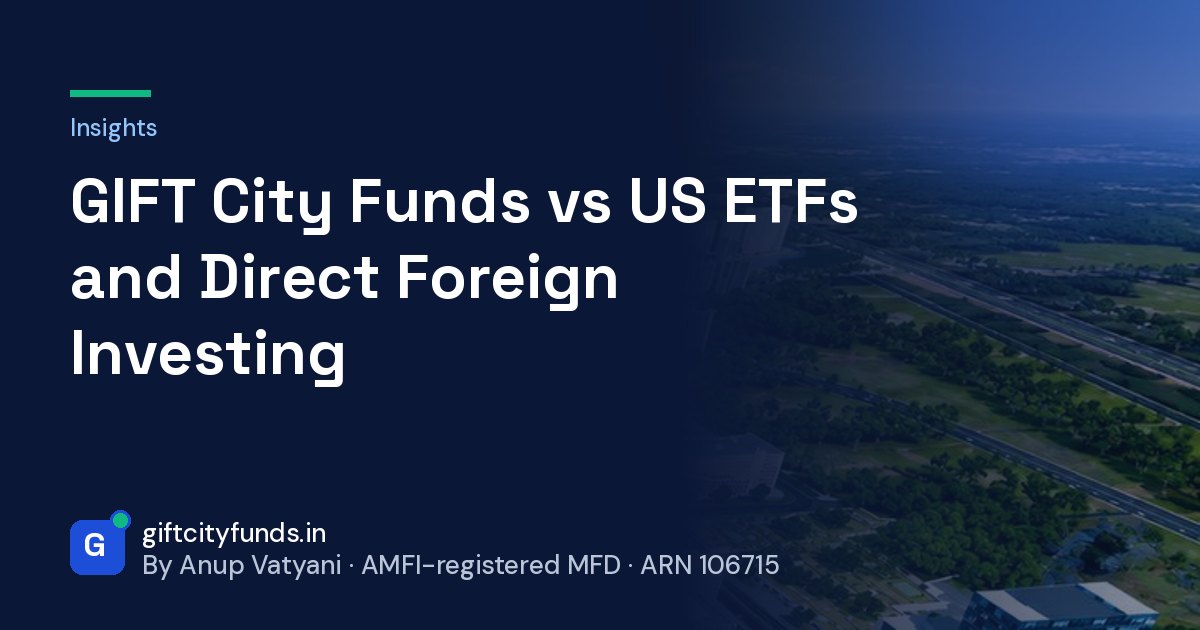 Insights
GIFT City Funds vs US ETFs
and Direct Foreign
Investing
G
giftcityfunds.in
By Anup Vatyani · AMFI-registered MFD · ARN 106715